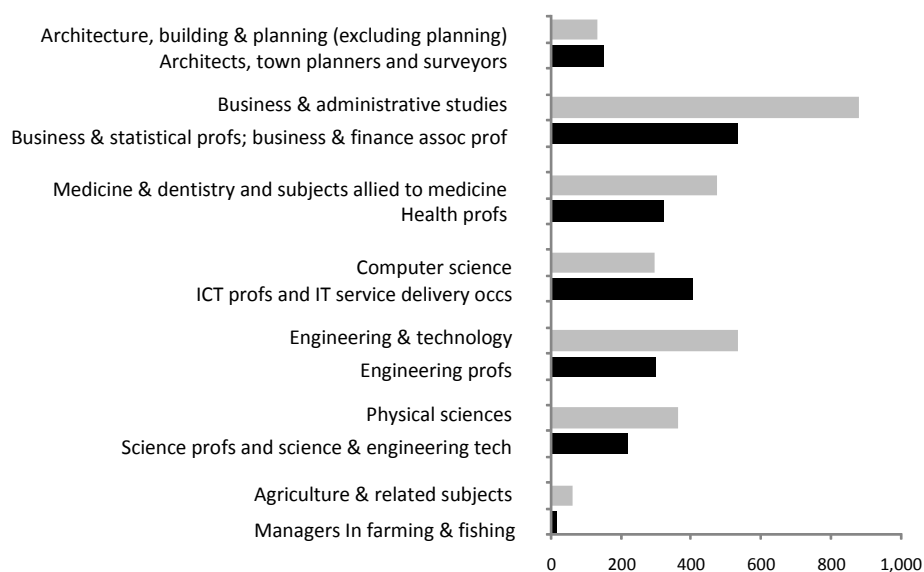 Architecture, building & planning (excluding planning)
Architects, town planners and surveyors
Business & administrative studies
Business & statistical profs; business & finance assoc prof
Medicine & dentistry and subjects allied to medicine
Health profs
Computer science
ICT profs and IT service delivery occs
Engineering & technology
Engineering profs
Physical sciences
Science profs and science & engineering tech
Agriculture & related subjects
Managers In farming & fishing
0 200 400 600 800 1,000